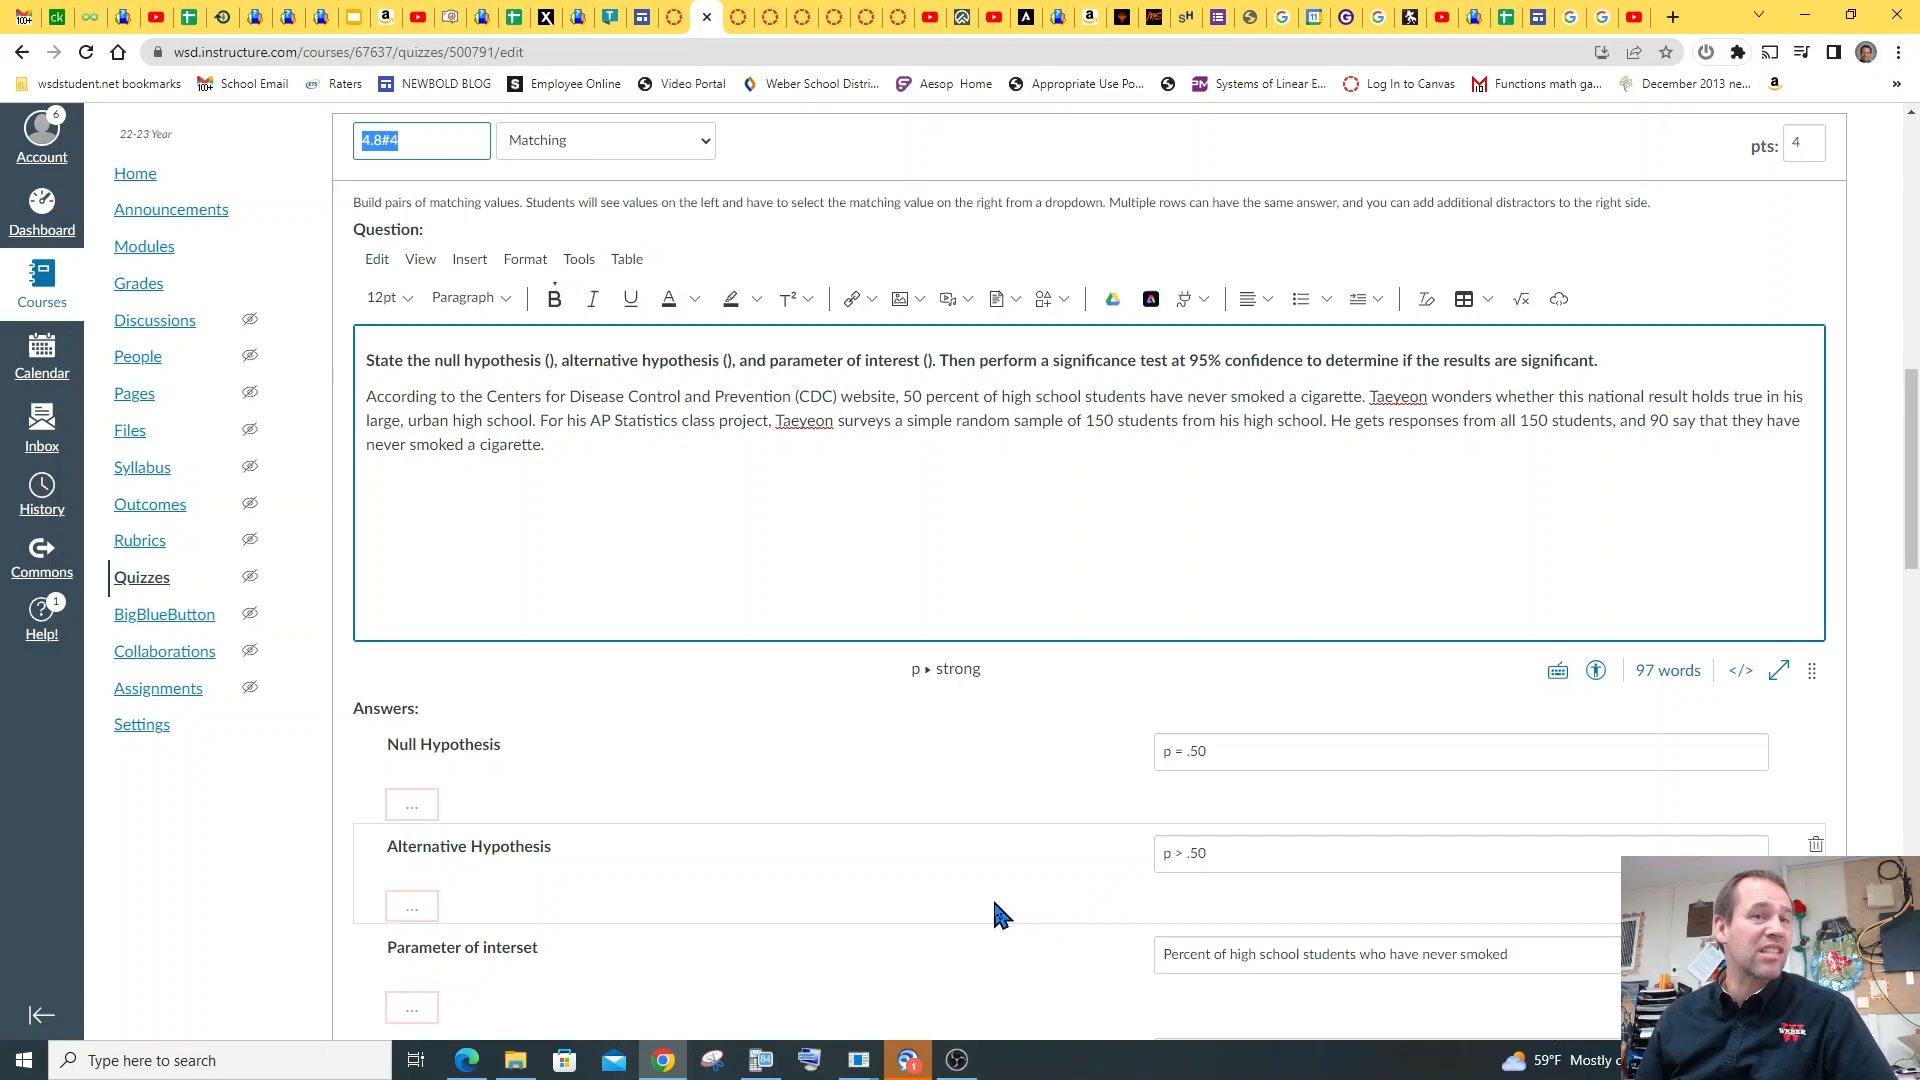 wsd.instructure.com/courses/67637/quizzes/500791/edit
wsdstudent.net bookmarks
School Email
Raters
NEWBOLD BLOG
Employee Online
Video Portal
Weber School Distri...
Aesop Home
Appropriate Use Po...
Systems of Linear E...
Log In to Canvas
Functions math ga...
December 2013 ne...
»
6
Account
Dashboard
Courses
Calendar
Inbox
History
Commons
1
Help!
22-23 Year
Home
Announcements
Modules
Grades
Discussions
People
Pages
Files
Syllabus
Outcomes
Rubrics
Quizzes
BigBlueButton
Collaborations
Assignments
Settings
4.8#4
Matching
pts: 4
Build pairs of matching values. Students will see values on the left and have to select the matching value on the right from a dropdown. Multiple rows can have the same answer, and you can add additional distractors to the right side.
Question:
Edit View Insert Format Tools Table
12pt Paragraph B I U A T²
State the null hypothesis (), alternative hypothesis (), and parameter of interest (). Then perform a significance test at 95% confidence to determine if the results are significant.
According to the Centers for Disease Control and Prevention (CDC) website, 50 percent of high school students have never smoked a cigarette. Taeyeon wonders whether this national result holds true in his
large, urban high school. For his AP Statistics class project, Taeyeon surveys a simple random sample of 150 students from his high school. He gets responses from all 150 students, and 90 say that they have
never smoked a cigarette.
p ▸ strong
97 words </>
Answers:
Null Hypothesis
p = .50
...
Alternative Hypothesis
p > .50
...
Parameter of interset
Percent of high school students who have never smoked
...
WEBER
Type here to search
59°F Mostly c